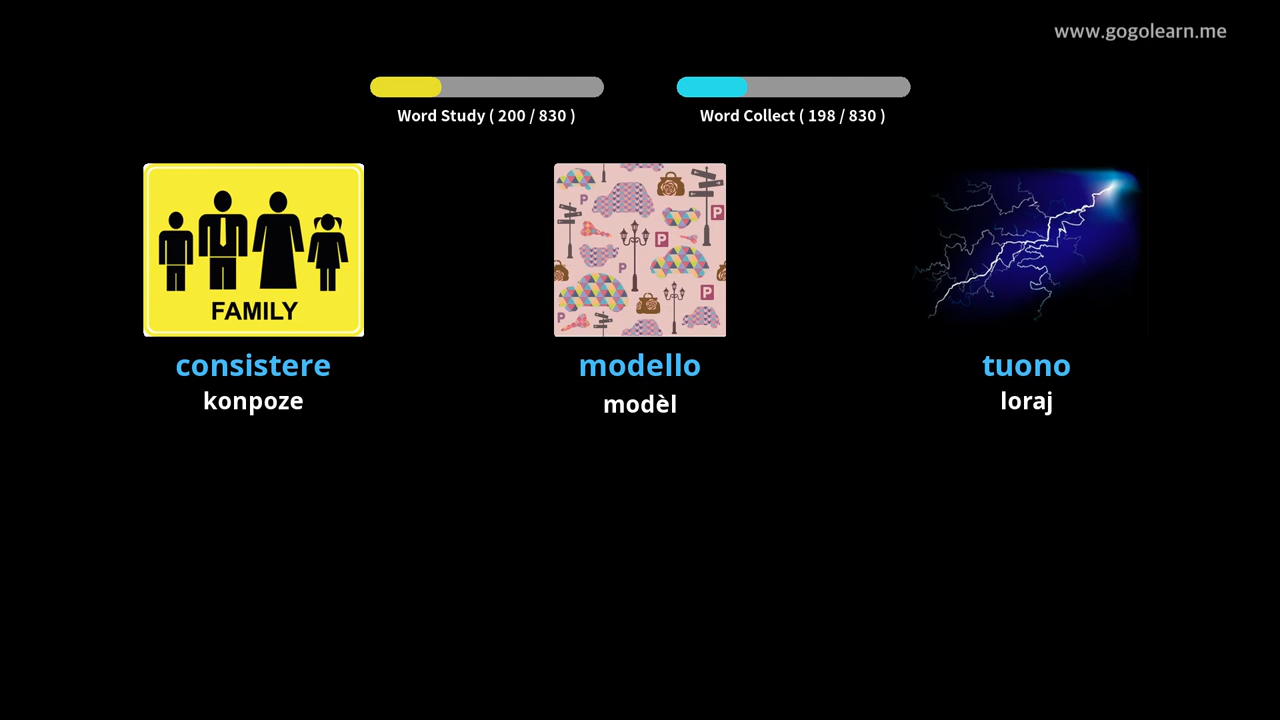 www.gogolearn.me
Word Study ( 200 / 830 )
Word Collect ( 198 / 830 )
FAMILY
P
P
P
P
P
P
consistere
modello
tuono
konpoze
modèl
loraj